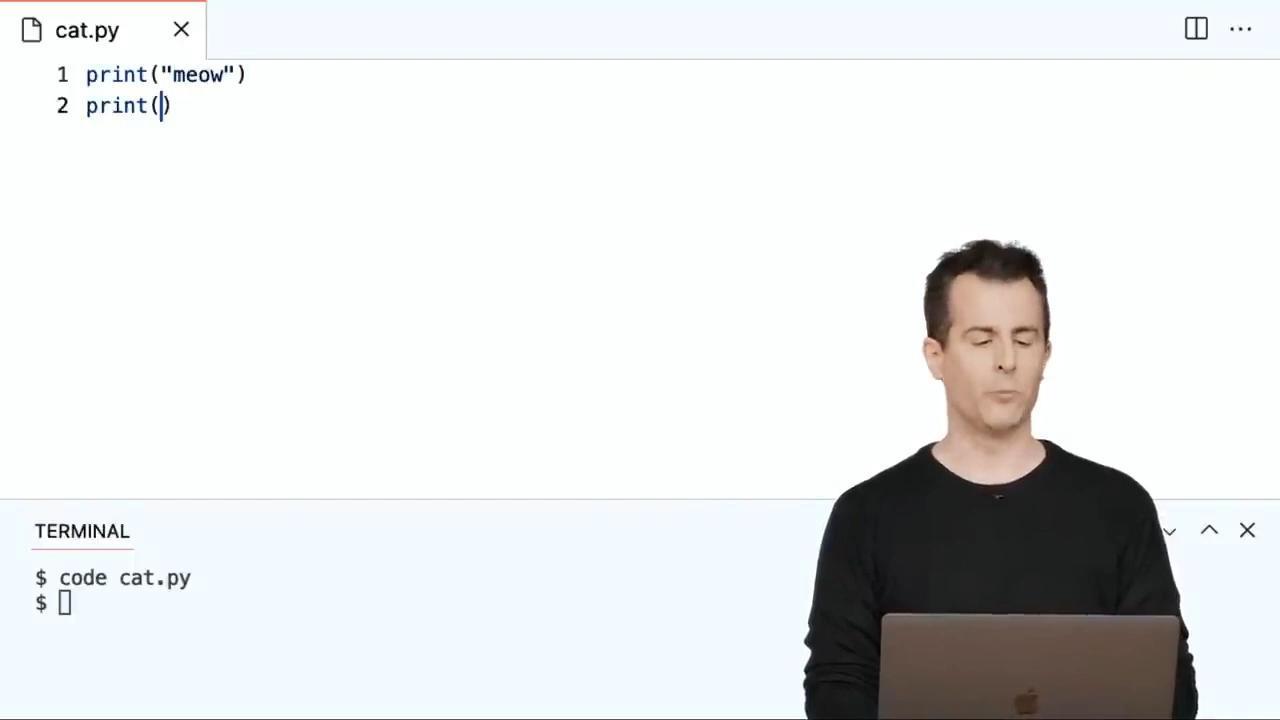 cat.py
1 print("meow")
2 print()
TERMINAL
$ code cat.py
$